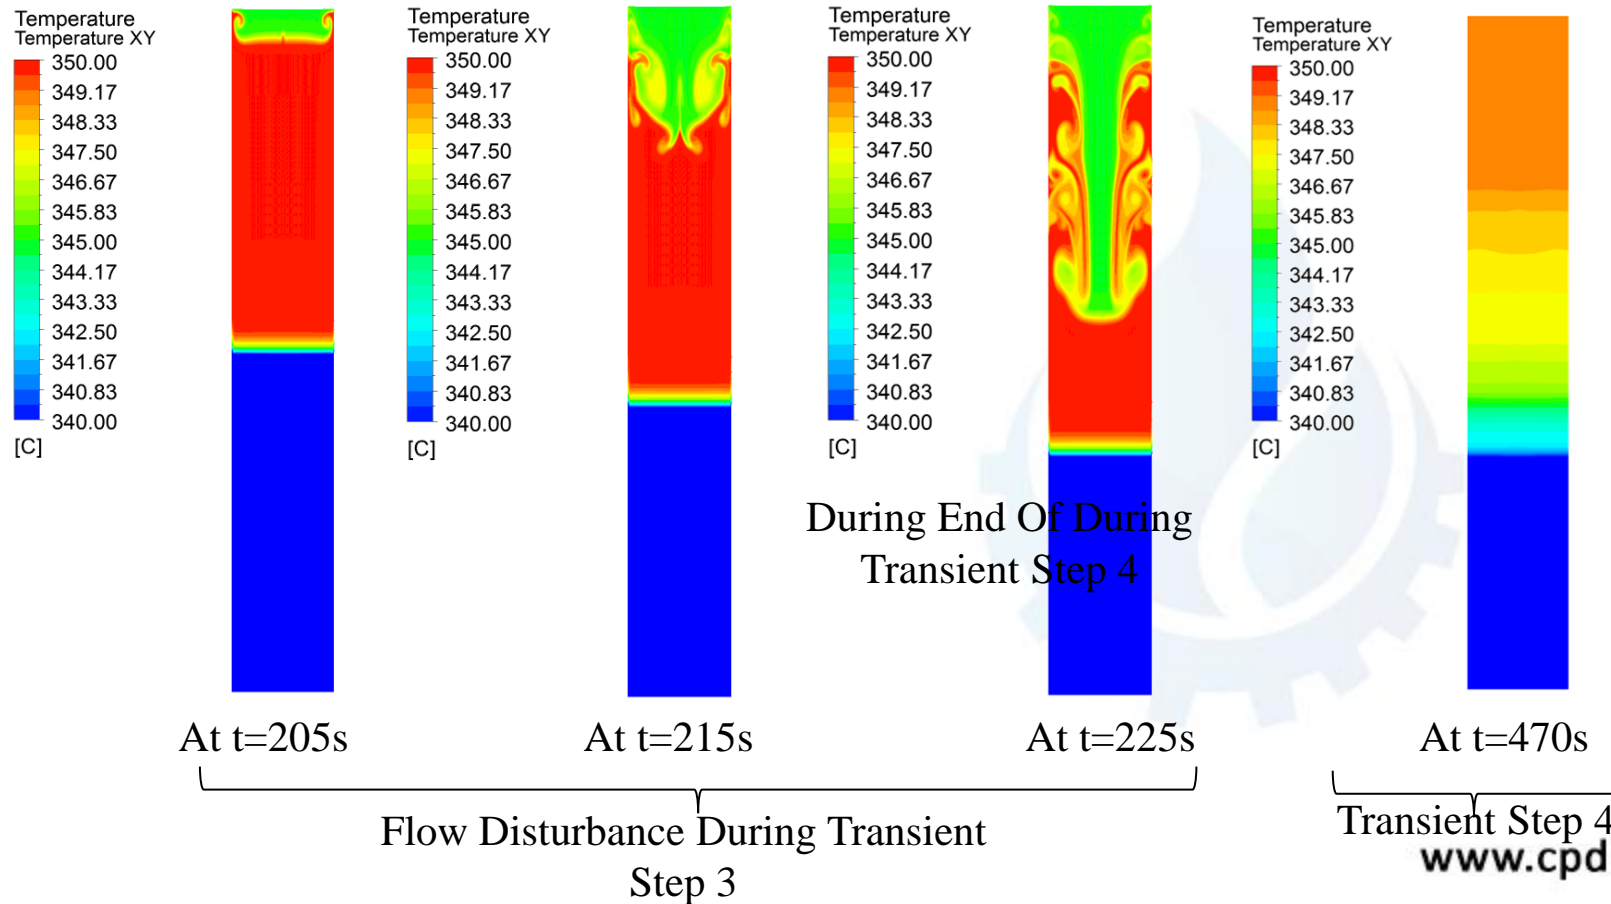 Temperature
Temperature XY
350.00
349.17
348.33
347.50
346.67
345.83
345.00
344.17
343.33
342.50
341.67
340.83
340.00
[C]
Temperature
Temperature XY
350.00
349.17
348.33
347.50
346.67
345.83
345.00
344.17
343.33
342.50
341.67
340.83
340.00
[C]
Temperature
Temperature XY
350.00
349.17
348.33
347.50
346.67
345.83
345.00
344.17
343.33
342.50
341.67
340.83
340.00
[C]
Temperature
Temperature XY
350.00
349.17
348.33
347.50
346.67
345.83
345.00
344.17
343.33
342.50
341.67
340.83
340.00
[C]
During End Of During
Transient Step 4
At t=205s
At t=215s
At t=225s
At t=470s
Flow Disturbance During Transient
Step 3
Transient Step 4
www.cpd